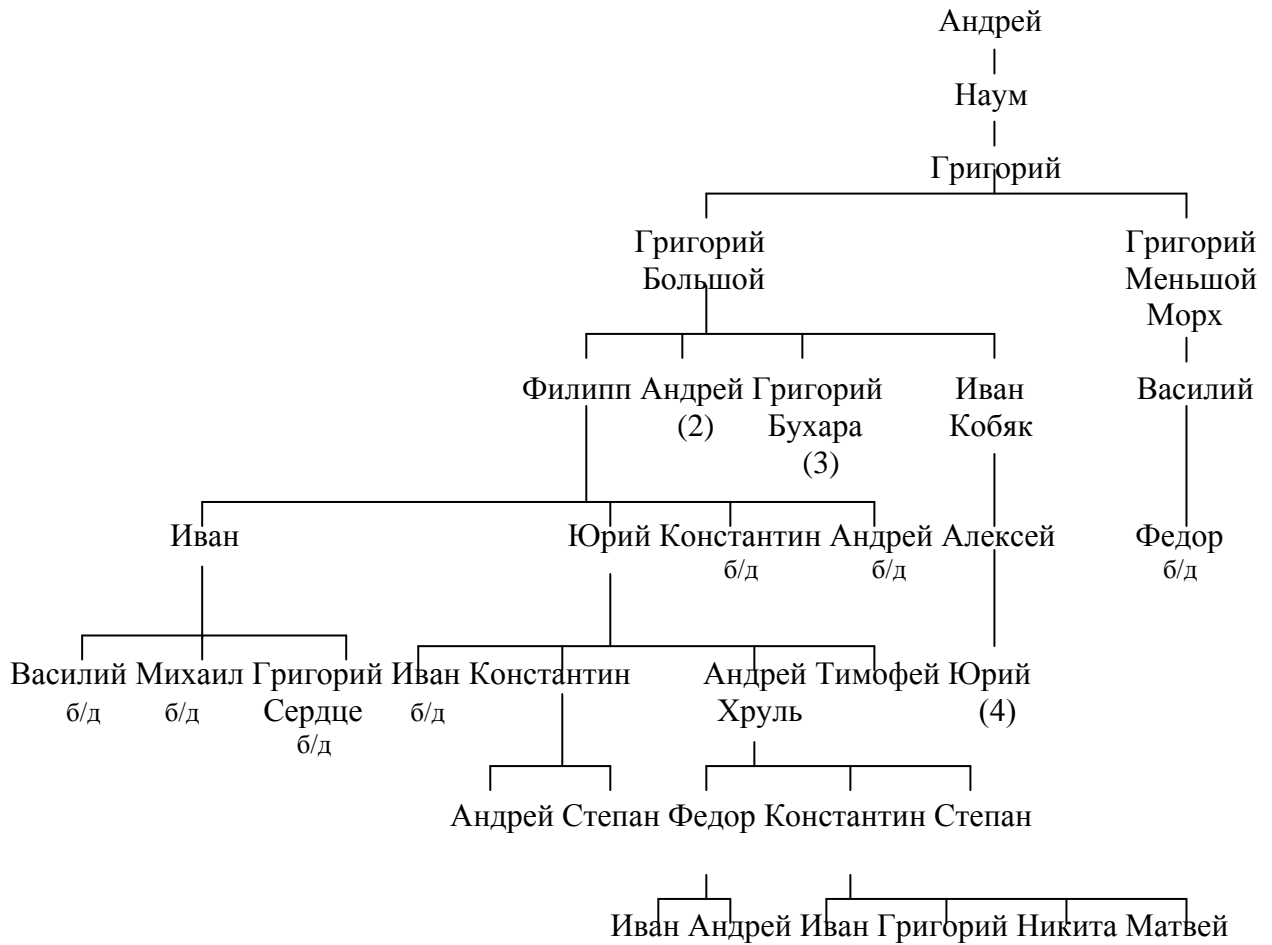 Андрей
Наум
Григорий
Григорий Григорий
Большой Меньшой
Морх
Филипп Андрей Григорий Иван Василий
(2) Бухара Кобяк
(3)
Иван Юрий Константин Андрей Алексей Федор
б/д б/д б/д
Василий Михаил Григорий Иван Константин Андрей Тимофей Юрий
б/д б/д Сердце б/д Хруль (4)
б/д
Андрей Степан Федор Константин Степан
Иван Андрей Иван Григорий Никита Матвей